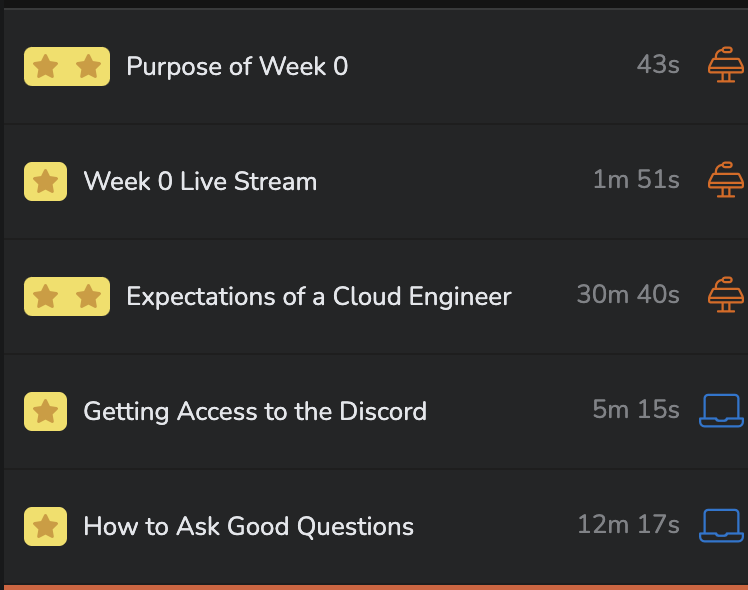 Purpose of Week 0 43s
Week 0 Live Stream 1m 51s
Expectations of a Cloud Engineer 30m 40s
Getting Access to the Discord 5m 15s
How to Ask Good Questions 12m 17s